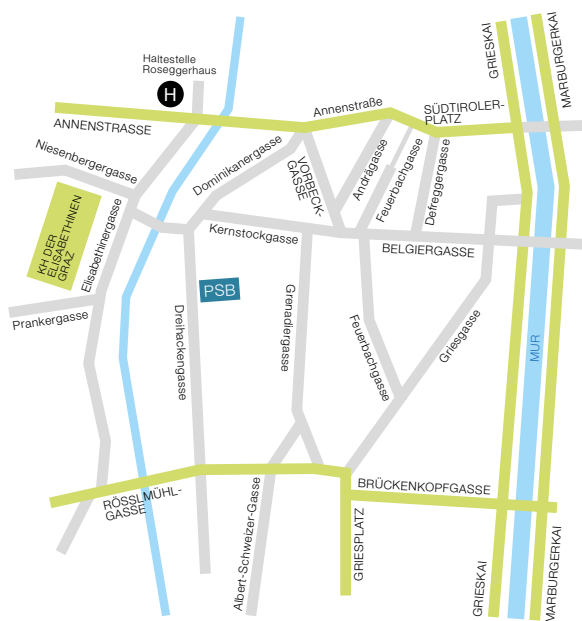 GRIESKAI
MARBURGERKAI
Haltestelle
Roseggerhaus
H
Annenstraße
SÜDTIROLER-
PLATZ
ANNENSTRASSE
Niesenbergergasse
Dominikanergasse
VORBECK-
GASSE
Andrägasse
Feuerbachgasse
Defreggergasse
KH DER
ELISABETHINEN
GRAZ
Elisabethinergasse
Kernstockgasse
BELGIERGASSE
PSB
Prankergasse
Dreihackengasse
Grenadiergasse
Feuerbachgasse
Griesgasse
MUR
RÖSSLMÜHL-
GASSE
BRÜCKENKOPFGASSE
Albert-Schweizer-Gasse
GRIESPLATZ
GRIESKAI
MARBURGERKAI